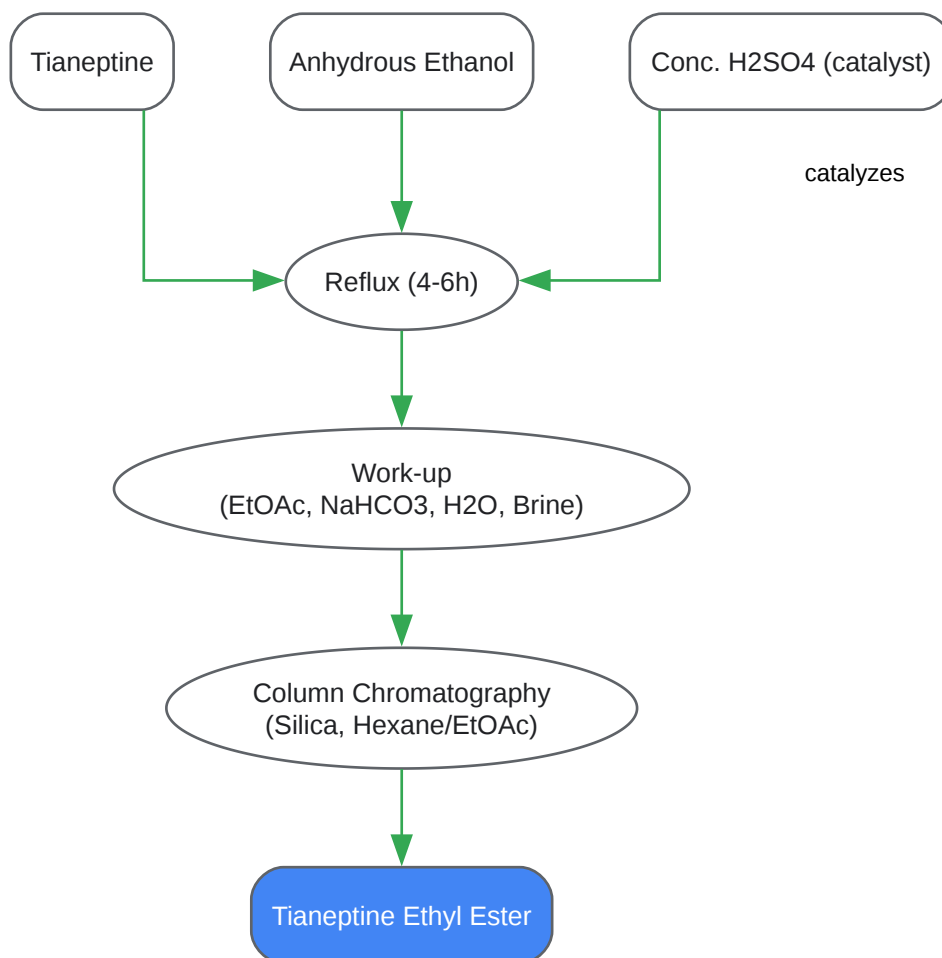 Tianeptine
Anhydrous Ethanol
Conc. H2SO4 (catalyst)
catalyzes
Reflux (4-6h)
Work-up
(EtOAc, NaHCO3, H2O, Brine)
Column Chromatography
(Silica, Hexane/EtOAc)
Tianeptine Ethyl Ester